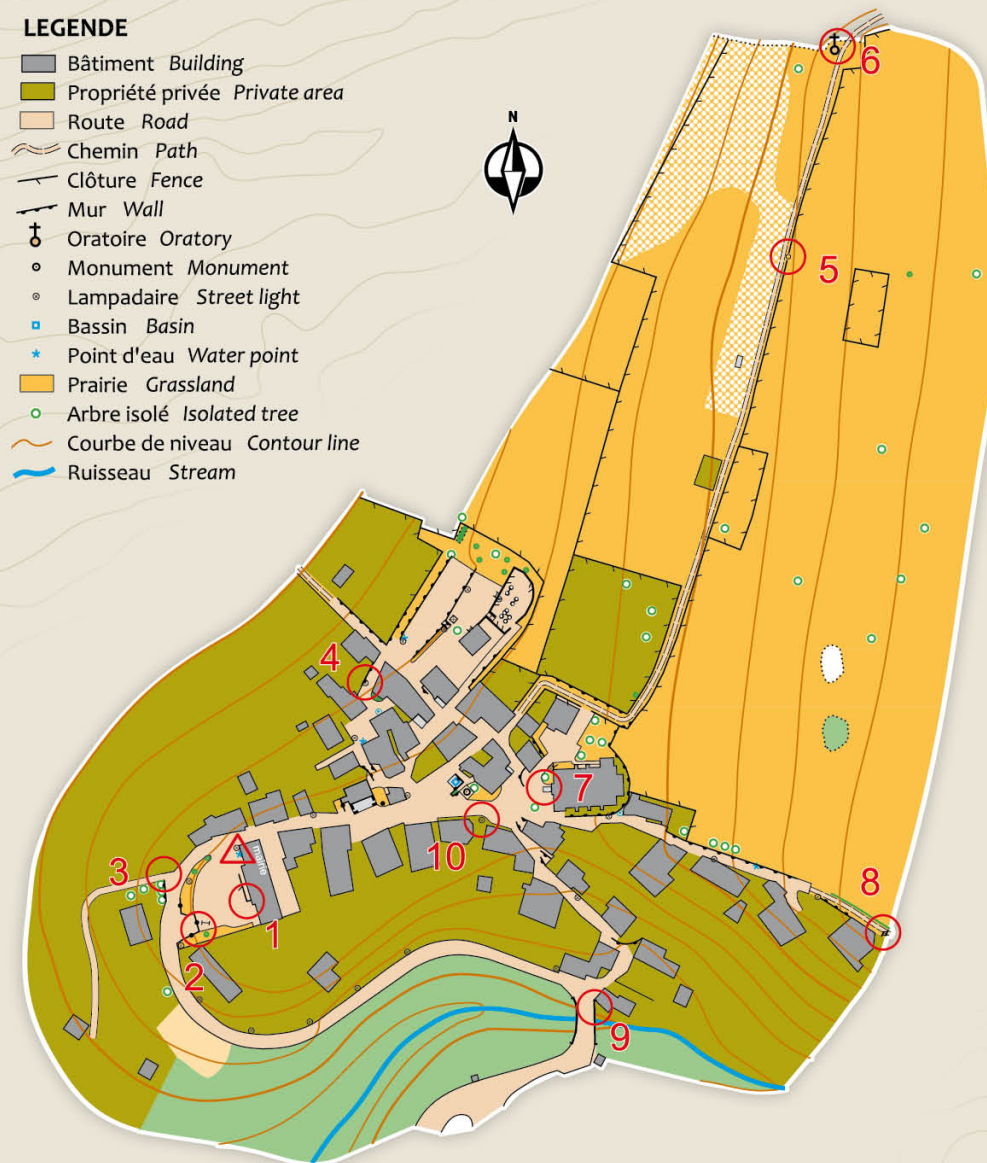 LEGENDE
Bâtiment Building
Propriété privée Private area
Route Road
Chemin Path
Clôture Fence
Mur Wall
Oratoire Oratory
Monument Monument
Lampadaire Street light
Bassin Basin
Point d'eau Water point
Prairie Grassland
Arbre isolé Isolated tree
Courbe de niveau Contour line
Ruisseau Stream
N
6
5
4
7
10
mairie
3
8
1
2
9